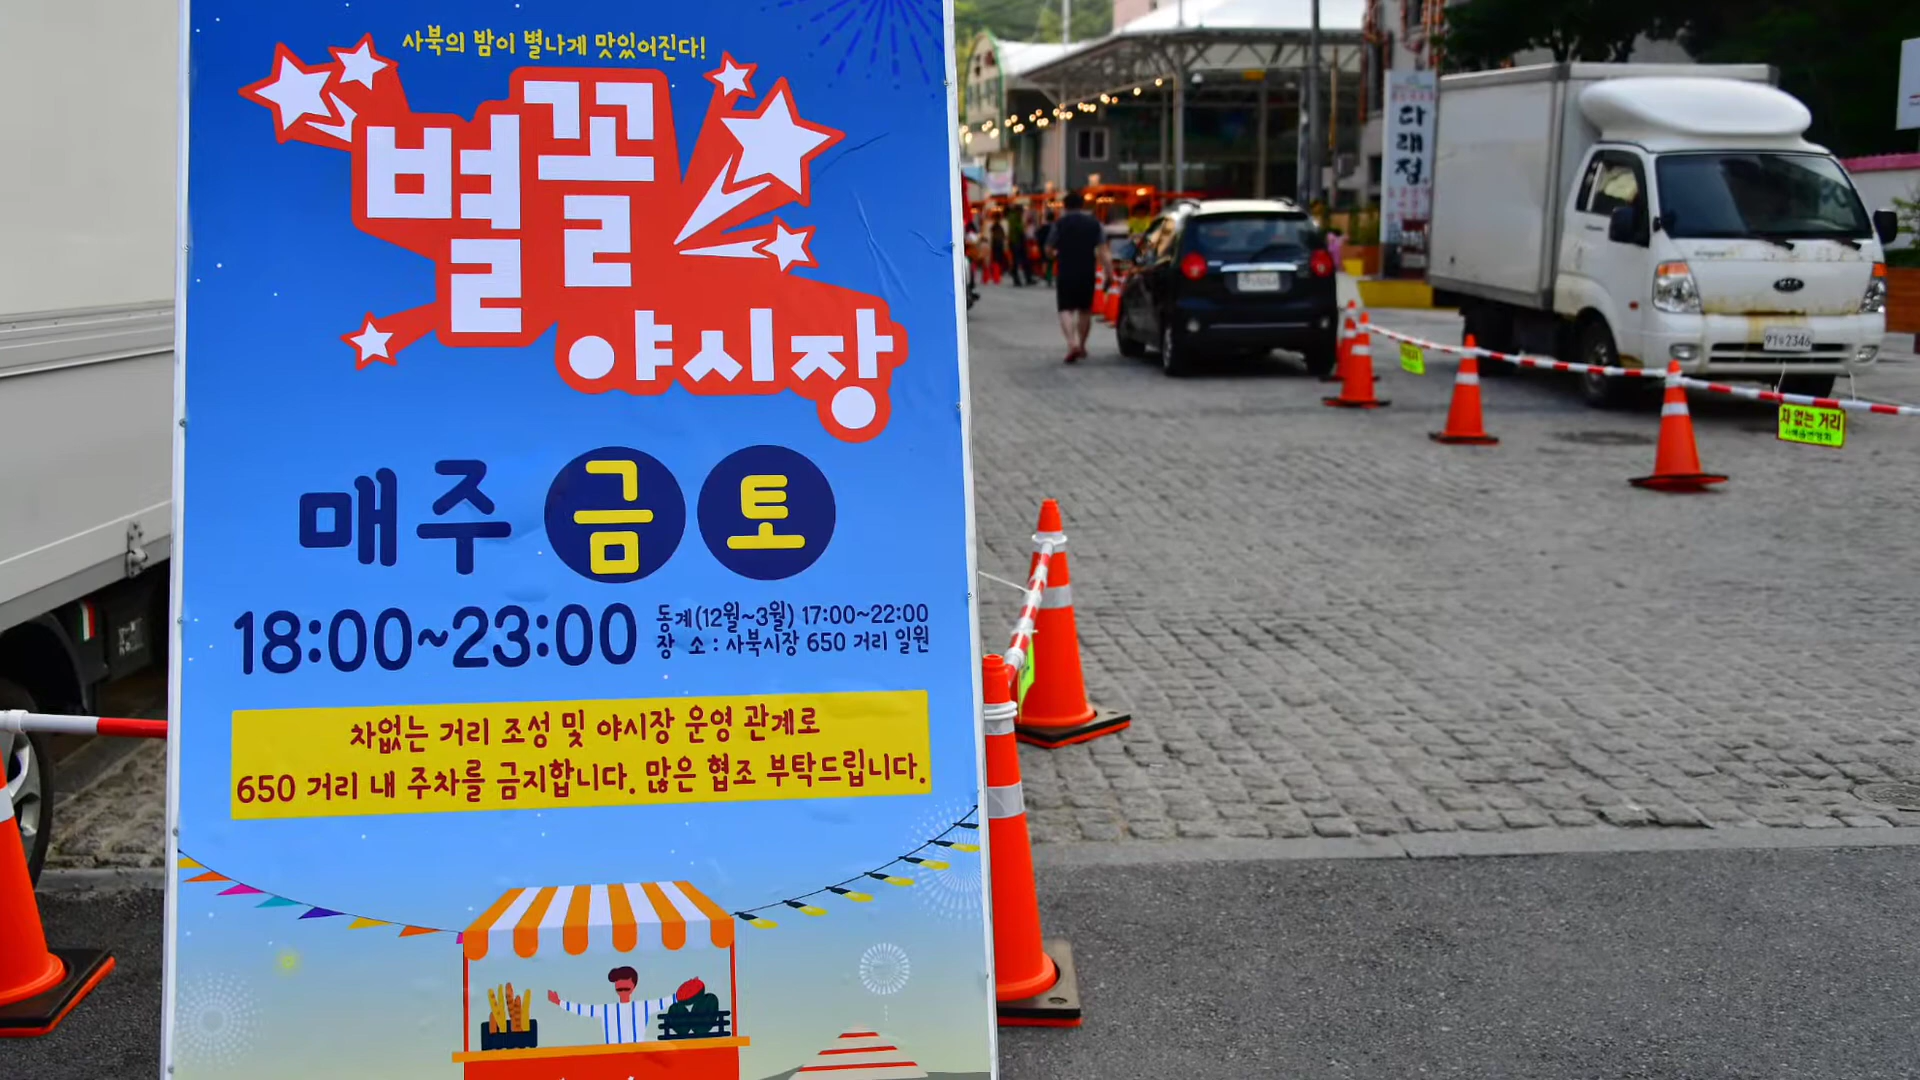 사북의 밤이 별나게 맛있어진다!
별꼴
야시장
매주 금 토
18:00~23:00
동계(12월~3월) 17:00~22:00
장 소 : 사북시장 650 거리 일원
차없는 거리 조성 및 야시장 운영 관계로
650 거리 내 주차를 금지합니다. 많은 협조 부탁드립니다.
다래정
2346
차 없는 거리